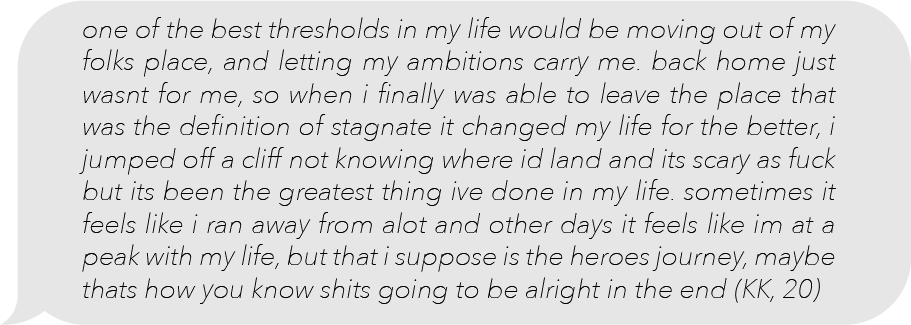 one of the best thresholds in my life would be moving out of my
folks place, and letting my ambitions carry me. back home just
wasnt for me, so when i finally was able to leave the place that
was the definition of stagnate it changed my life for the better, i
jumped off a cliff not knowing where id land and its scary as fuck
but its been the greatest thing ive done in my life. sometimes it
feels like i ran away from alot and other days it feels like im at a
peak with my life, but that i suppose is the heroes journey, maybe
thats how you know shits going to be alright in the end (KK, 20)